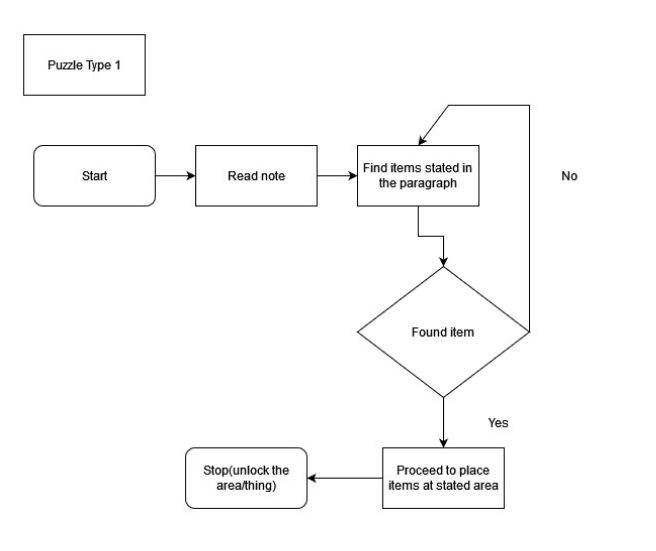 Puzzle Type 1
Start
Read note
Find items stated in
the paragraph
No
Found item
Yes
Proceed to place
items at stated area
Stop(unlock the
area/thing)